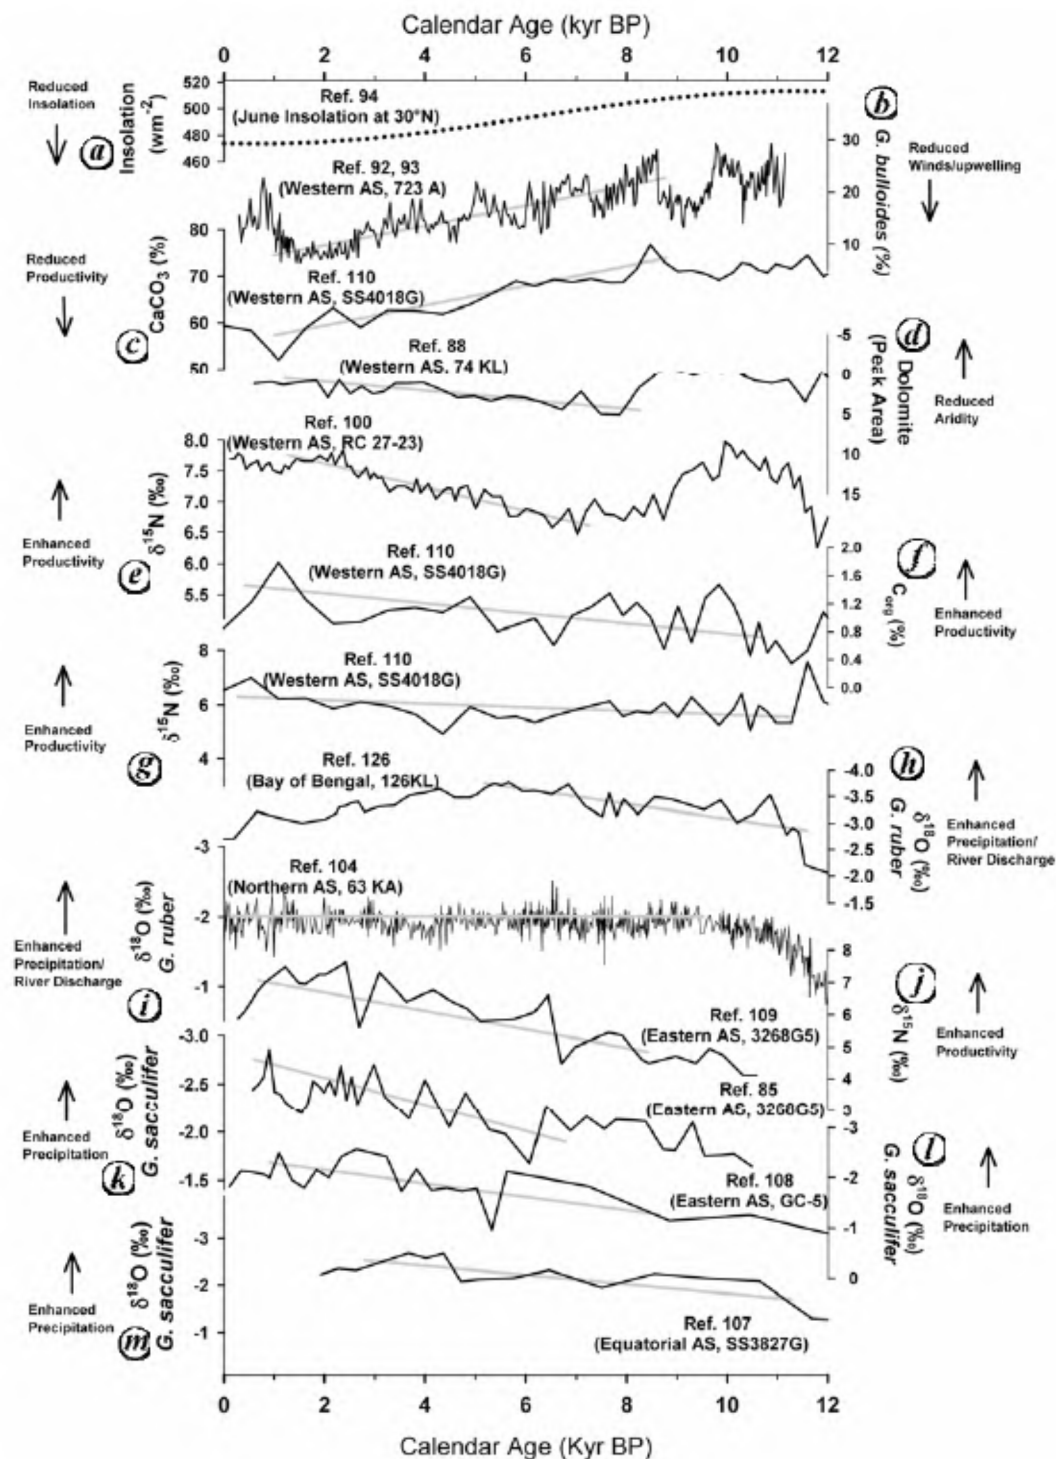 Calendar Age (kyr BP)
0 2 4 6 8 10 12
Reduced
Insolation
a
Insolation
(wm-2)
520
500
480
460
Ref. 94
(June Insolation at 30°N)
b
G. bulloides (%)
30
20
10
Reduced
Winds/upwelling
Ref. 92, 93
(Western AS, 723 A)
Reduced
Productivity
c
CaCO3 (%)
80
70
60
50
Ref. 110
(Western AS, SS4018G)
d
Dolomite
(Peak Area)
-5
0
5
10
15
Reduced
Aridity
Ref. 88
(Western AS. 74 KL)
Ref. 100
(Western AS, RC 27-23)
Enhanced
Productivity
e
δ15N (‰)
8.0
7.5
7.0
6.5
6.0
5.5
Ref. 110
(Western AS, SS4018G)
f
Corg (%)
2.0
1.6
1.2
0.8
0.4
0.0
Enhanced
Productivity
Enhanced
Productivity
g
δ15N (‰)
8
6
4
Ref. 110
(Western AS, SS4018G)
Ref. 126
(Bay of Bengal, 126KL)
h
δ18O (‰)
G. ruber
-4.0
-3.5
-3.0
-2.5
-2.0
-1.5
Enhanced
Precipitation/
River Discharge
Enhanced
Precipitation/
River Discharge
i
δ18O (‰)
G. ruber
-3
-2
-1
Ref. 104
(Northern AS, 63 KA)
j
δ15N (‰)
8
7
6
5
4
3
Enhanced
Productivity
Ref. 109
(Eastern AS, 3268G5)
Enhanced
Precipitation
k
δ18O (‰)
G. sacculifer
-3.0
-2.5
-2.0
-1.5
Ref. 85
(Eastern AS, 3268G5)
l
δ18O (‰)
G. sacculifer
-3
-2
-1
0
Enhanced
Precipitation
Ref. 108
(Eastern AS, GC-5)
Enhanced
Precipitation
m
δ18O (‰)
G. sacculifer
-3
-2
-1
Ref. 107
(Equatorial AS, SS3827G)
0 2 4 6 8 10 12
Calendar Age (Kyr BP)